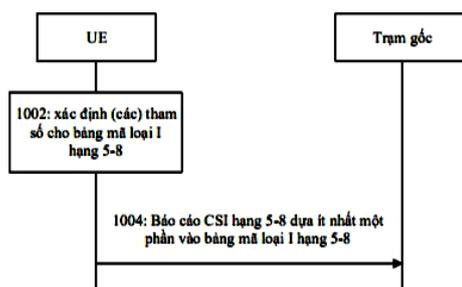 UE
Trạm gốc
1002: xác định (các) tham
số cho bảng mã loại I
hạng 5-8
1004: Báo cáo CSI hạng 5-8 dựa ít nhất một
phần vào bảng mã loại I hạng 5-8